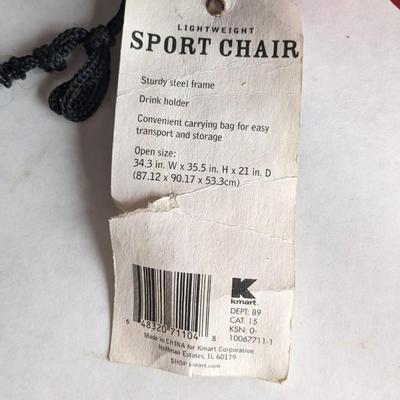 LIGHTWEIGHT
SPORT CHAIR
Sturdy steel frame
Drink holder
Convenient carrying bag for easy
transport and storage
Open size:
34.3 in. W x 35.5 in. H x 21 in. D
(87.12 x 90.17 x 53.3cm)
K
kmart
DEPT: 89
CAT: 15
KSN: 0-
10067711-1
6 48320 71104 8
Made in CHINA for Kmart Corporation
Hoffman Estates, IL 60179
SHOP kmart.com